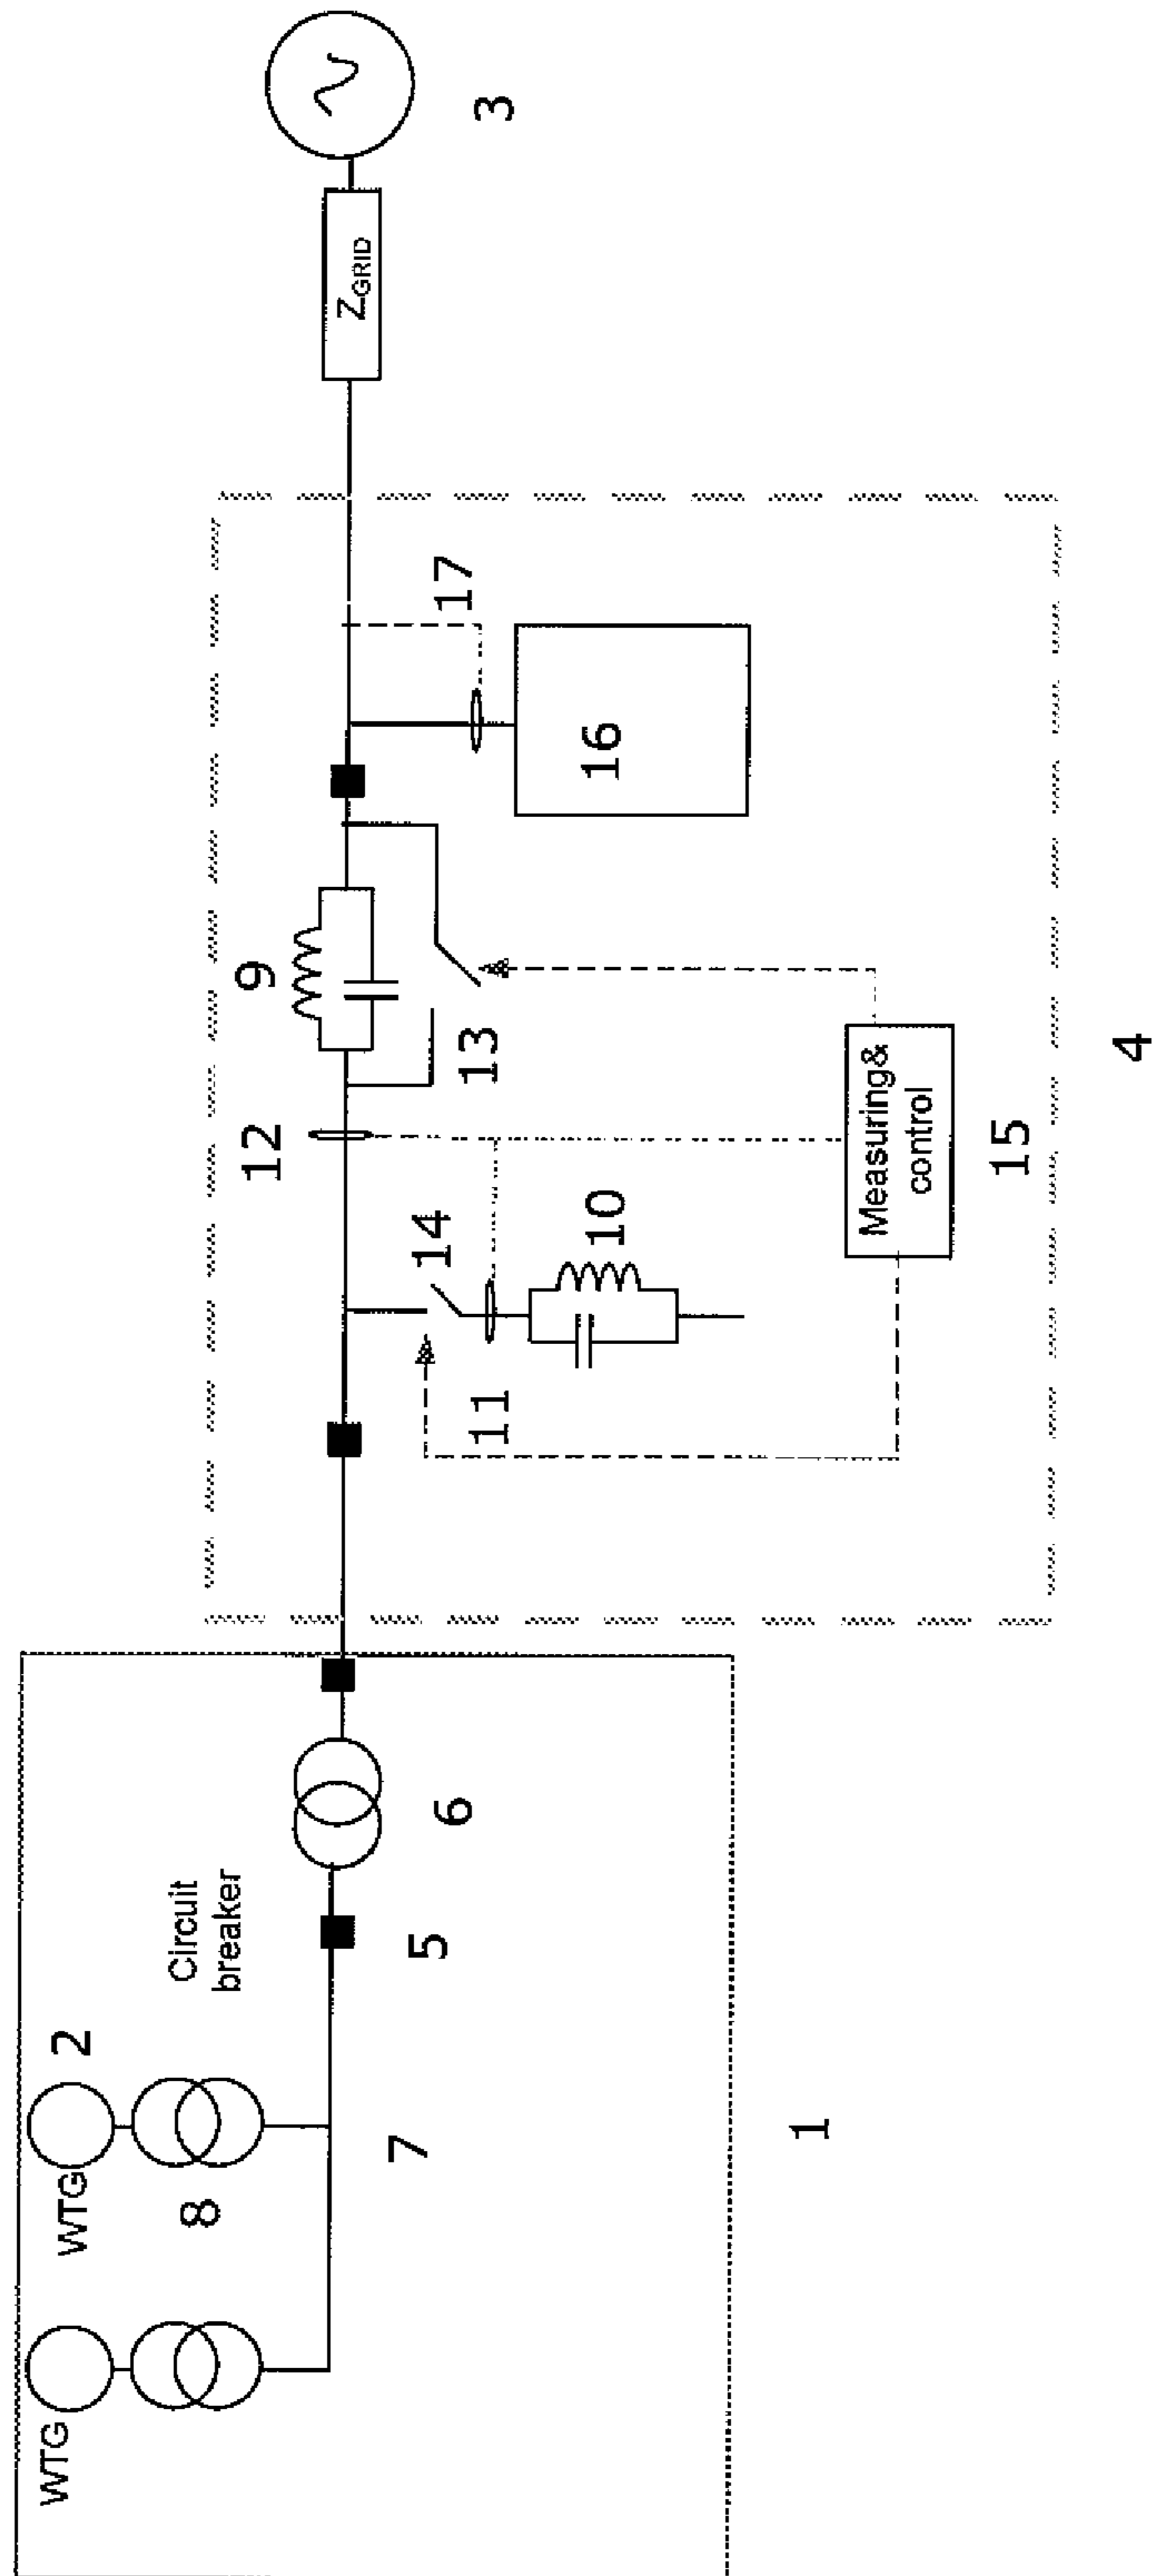 WTG
WTG
2
8
7
Circuit
breaker
5
6
1
12
9
14
11
10
13
17
16
Measuring&
control
15
4
Z_GRID
3